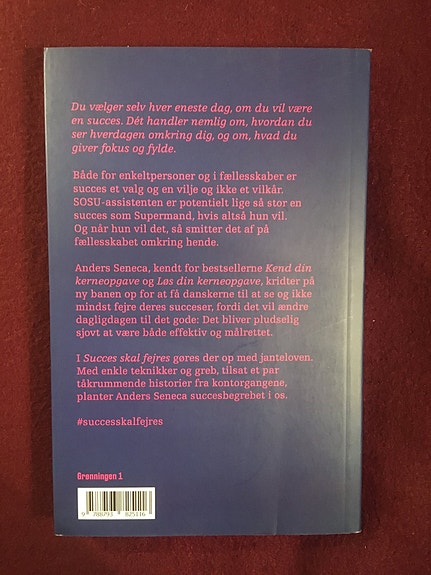 Du vælger selv hver eneste dag, om du vil være
en succes. Dét handler nemlig om, hvordan du
ser hverdagen omkring dig, og om, hvad du
giver fokus og fylde.
Både for enkeltpersoner og i fællesskaber er
succes et valg og en vilje og ikke et vilkår.
SOSU-assistenten er potentielt lige så stor en
succes som Supermand, hvis altså hun vil.
Og når hun vil det, så smitter det af på
fællesskabet omkring hende.
Anders Seneca, kendt for bestsellerne Kend din
kerneopgave og Løs din kerneopgave, kridter på
ny banen op for at få danskerne til at se og ikke
mindst fejre deres succeser, fordi det vil ændre
dagligdagen til det gode: Det bliver pludselig
sjovt at være både effektiv og målrettet.
I Succes skal fejres gøres der op med janteloven.
Med enkle teknikker og greb, tilsat et par
tåkrummende historier fra kontorgangene,
planter Anders Seneca succesbegrebet i os.
#successkalfejres
Grønningen 1
9 788793 825116